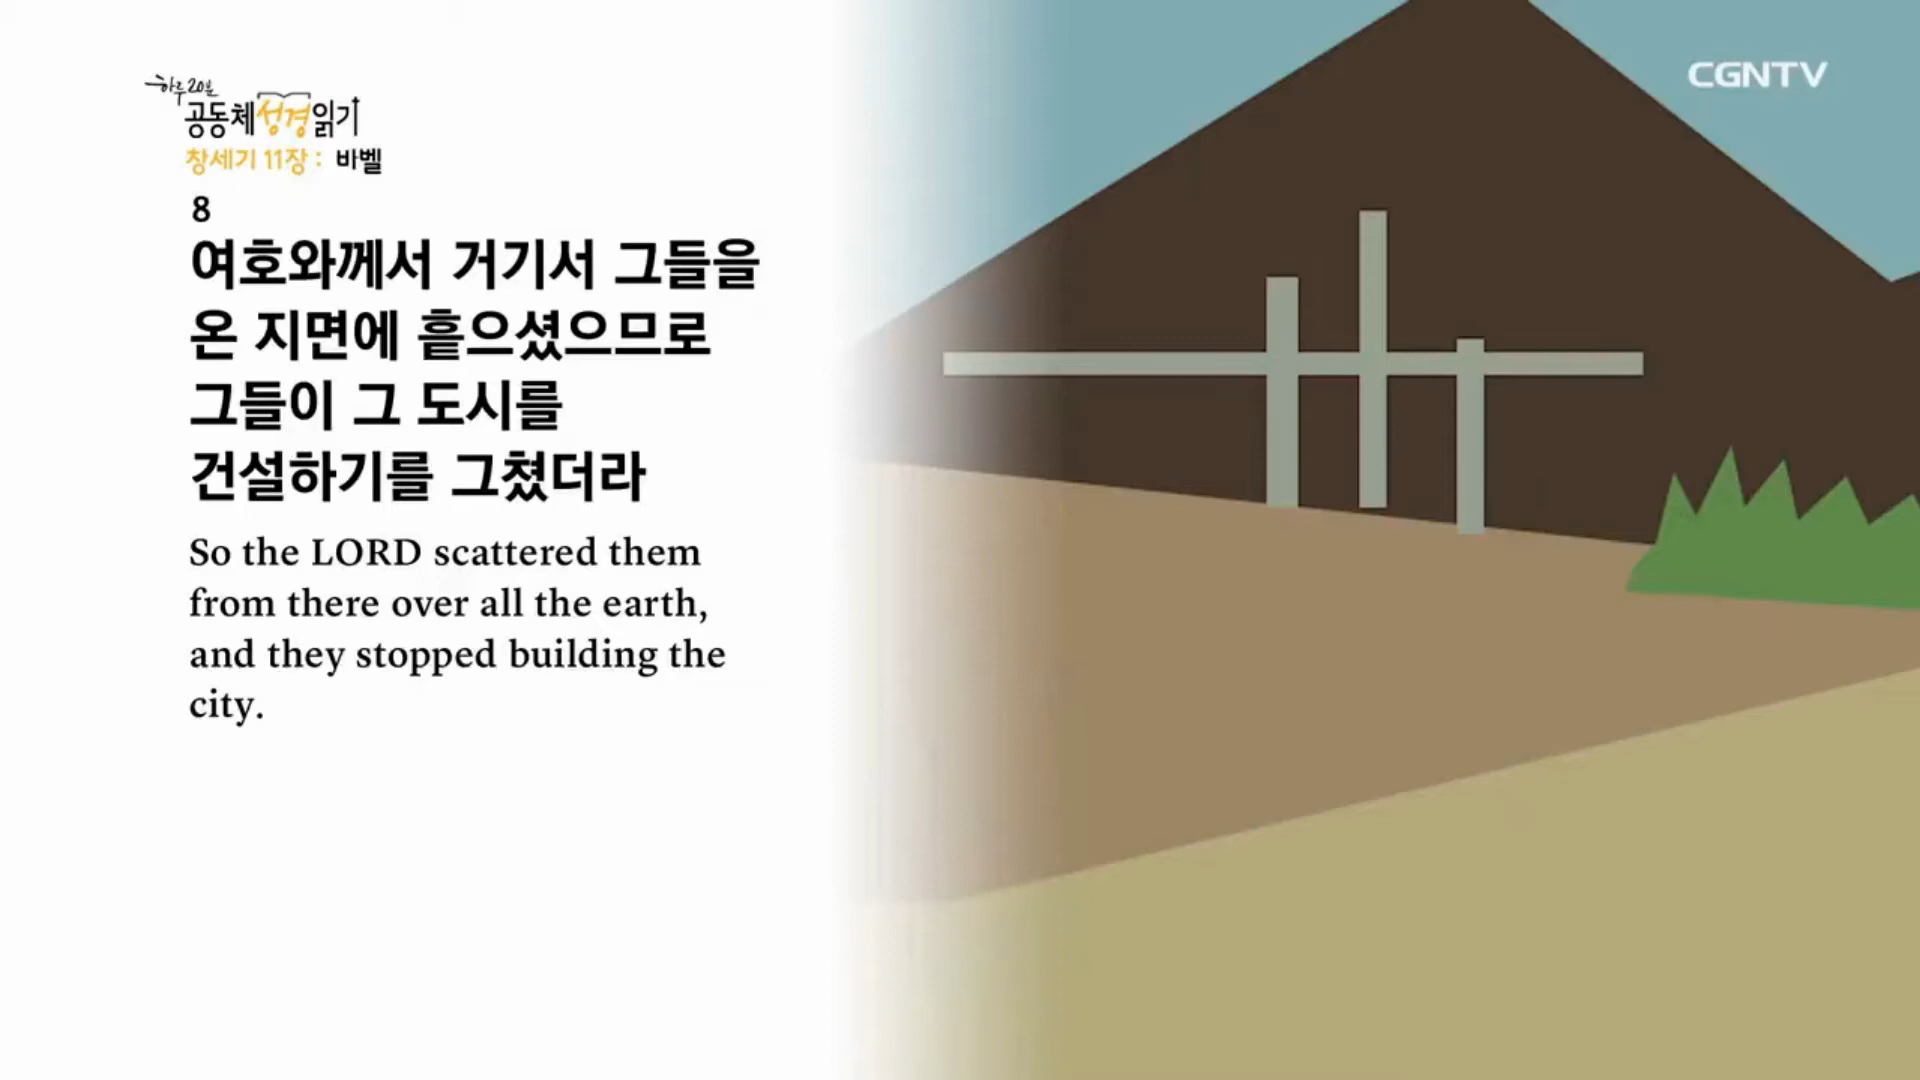 하루 20분
공동체성경읽기
창세기 11장 : 바벨
CGNTV
8
여호와께서 거기서 그들을
온 지면에 흩으셨으므로
그들이 그 도시를
건설하기를 그쳤더라
So the LORD scattered them
from there over all the earth,
and they stopped building the
city.